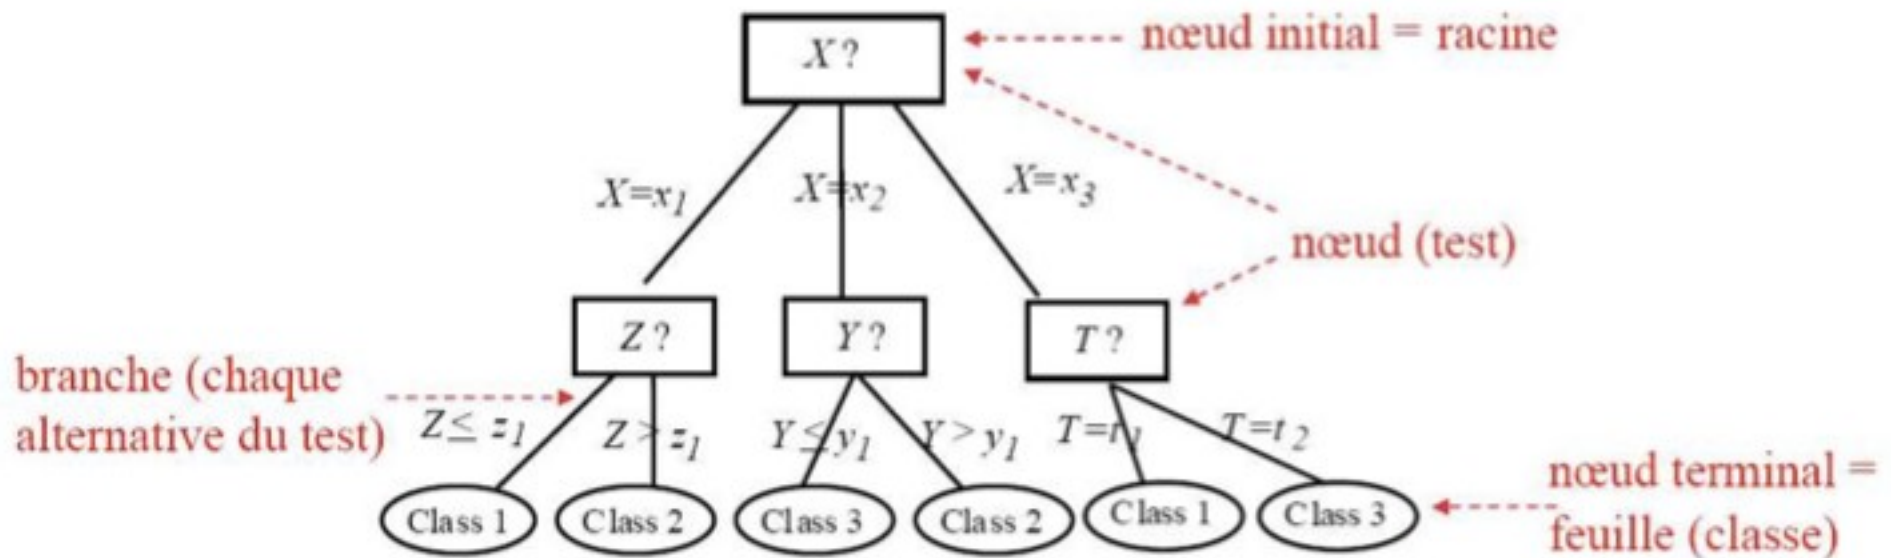 X ?
nœud initial = racine
X=x1
X=x2
X=x3
nœud (test)
Z ?
Y ?
T ?
branche (chaque
alternative du test)
Z≤ z1
Z > z1
Y≤y1
Y> y1
T=t1
T=t2
Class 1
Class 2
Class 3
Class 2
Class 1
Class 3
nœud terminal =
feuille (classe)